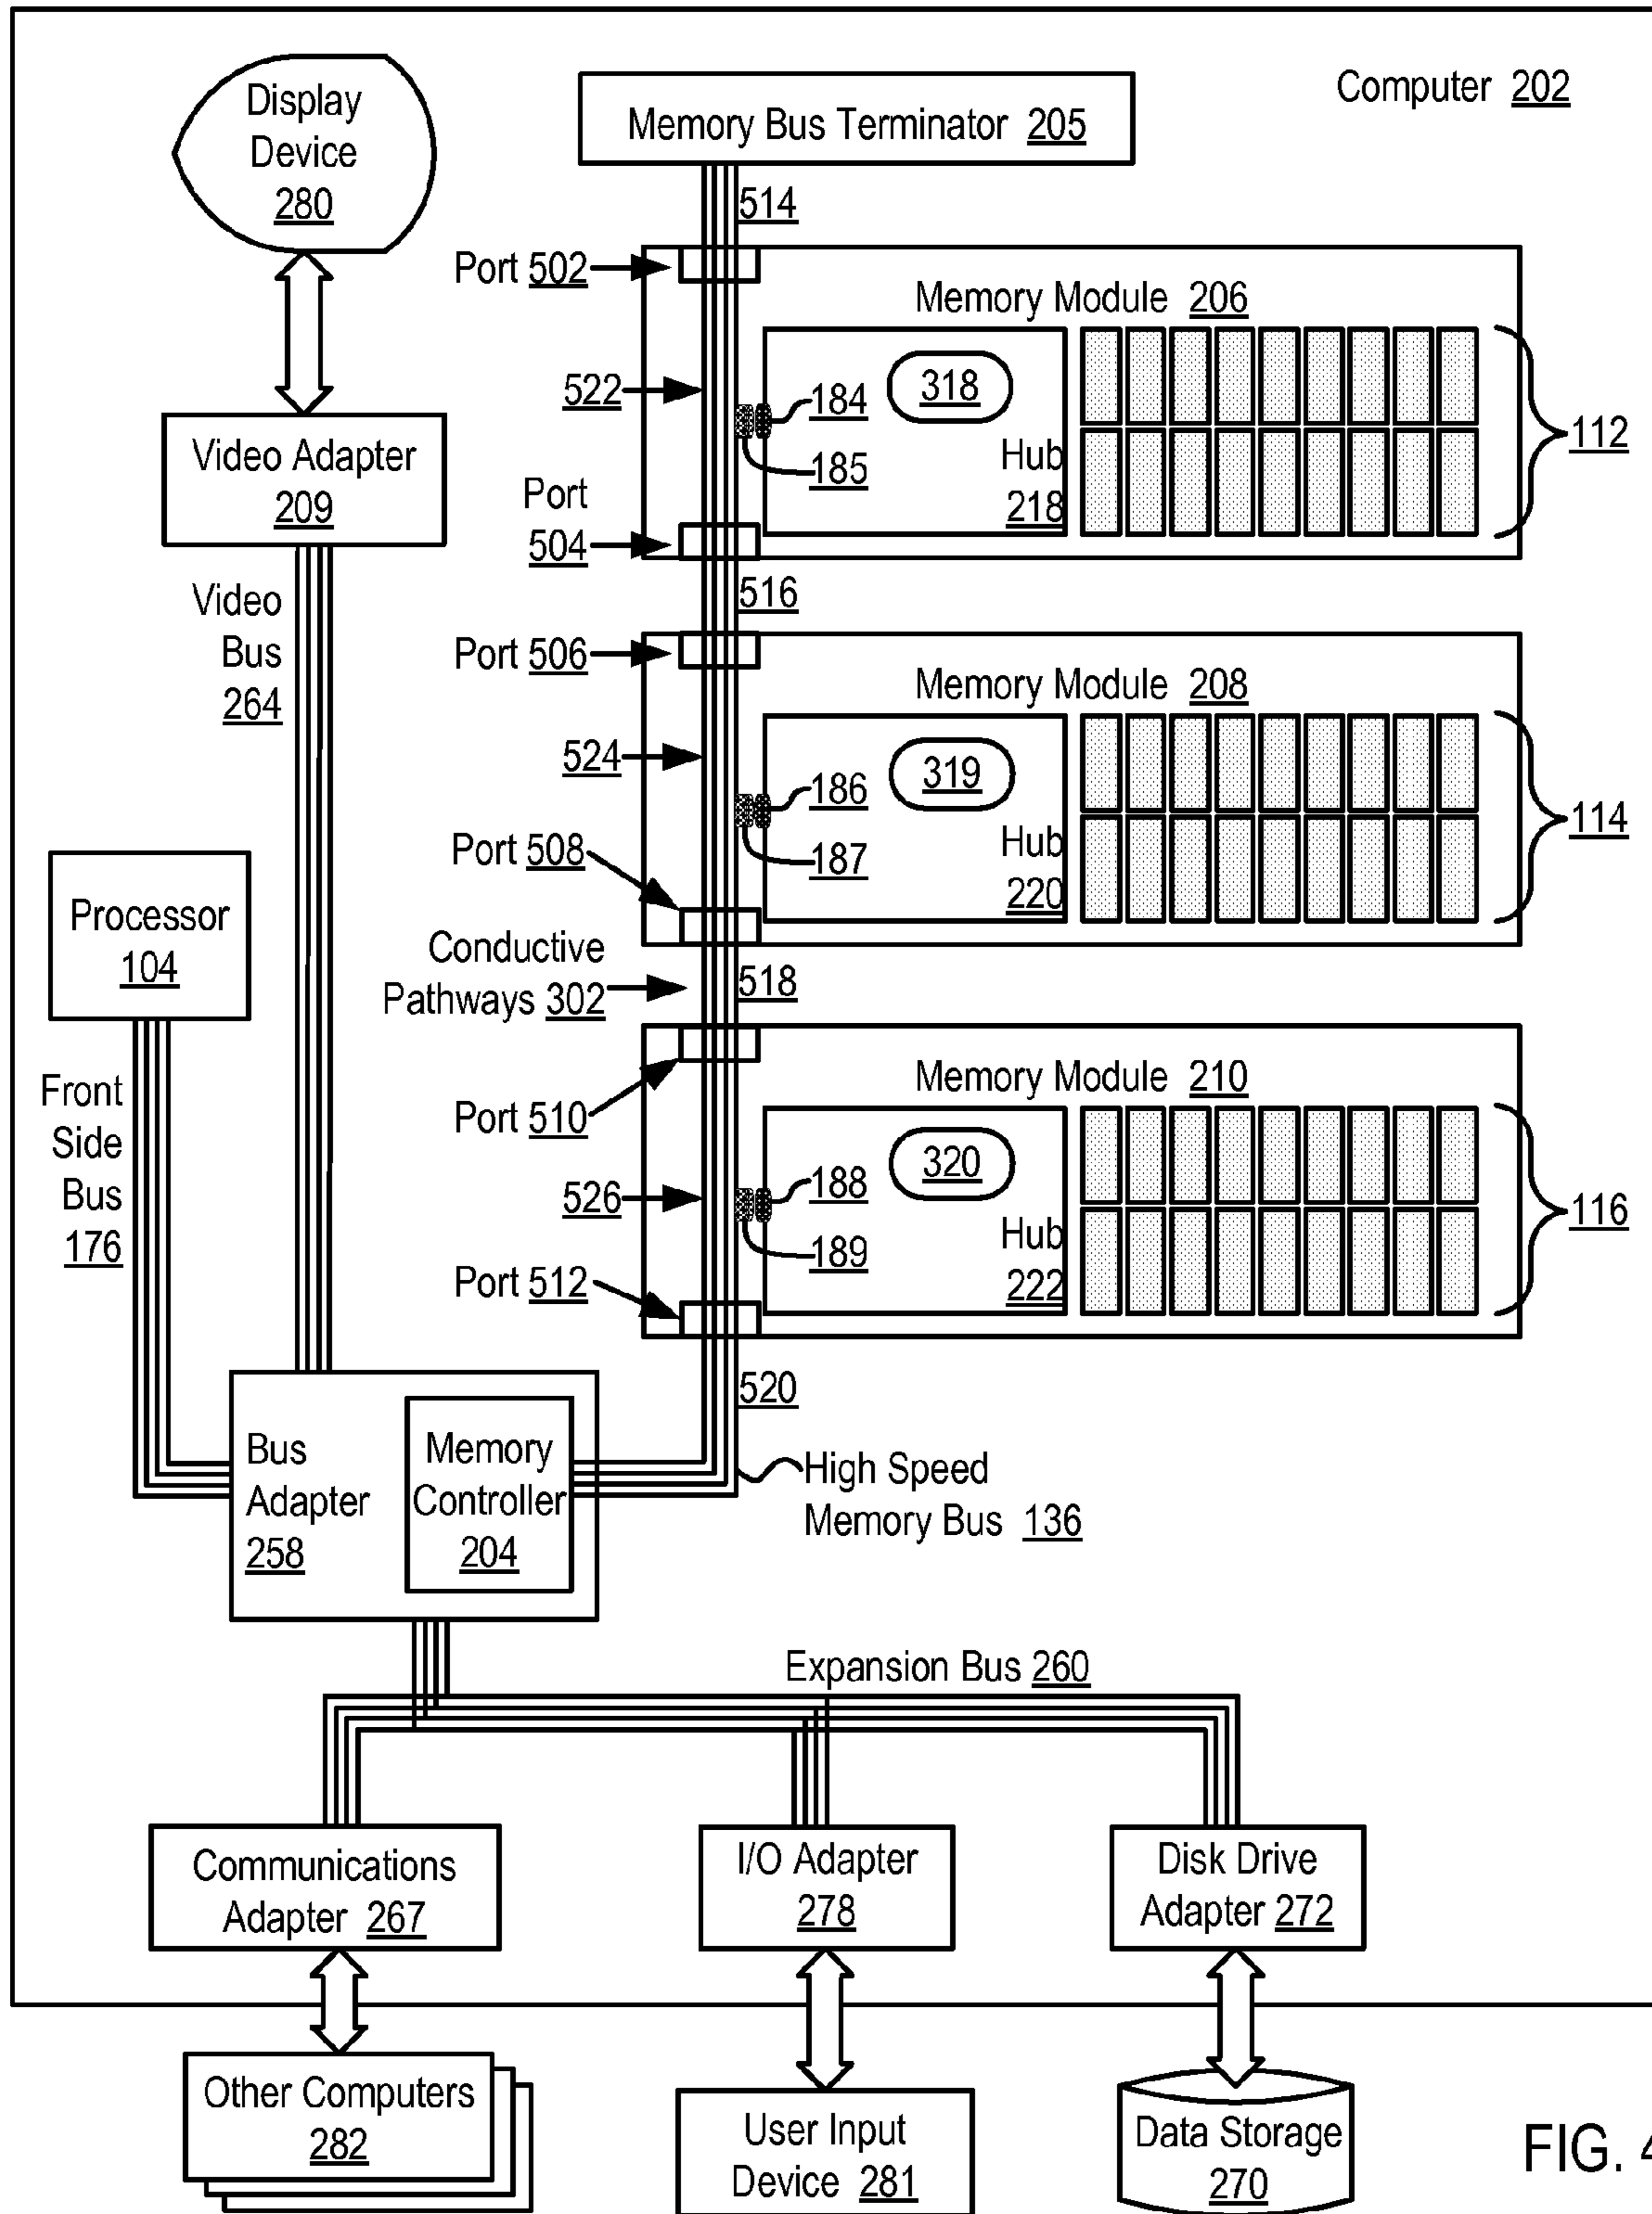 Computer 202
Display
Device
280
Memory Bus Terminator 205
514
Port 502
Memory Module 206
522
318
184
185
Hub
218
112
Port
504
Video Adapter
209
Video
Bus
264
516
Port 506
Memory Module 208
524
319
186
187
Hub
220
114
Port 508
Processor
104
Conductive
Pathways 302
518
Front
Side
Bus
176
Port 510
Memory Module 210
526
320
188
189
Hub
222
116
Port 512
520
Bus
Adapter
258
Memory
Controller
204
High Speed
Memory Bus 136
Expansion Bus 260
Communications
Adapter 267
I/O Adapter
278
Disk Drive
Adapter 272
Other Computers
282
User Input
Device 281
Data Storage
270
FIG. 4